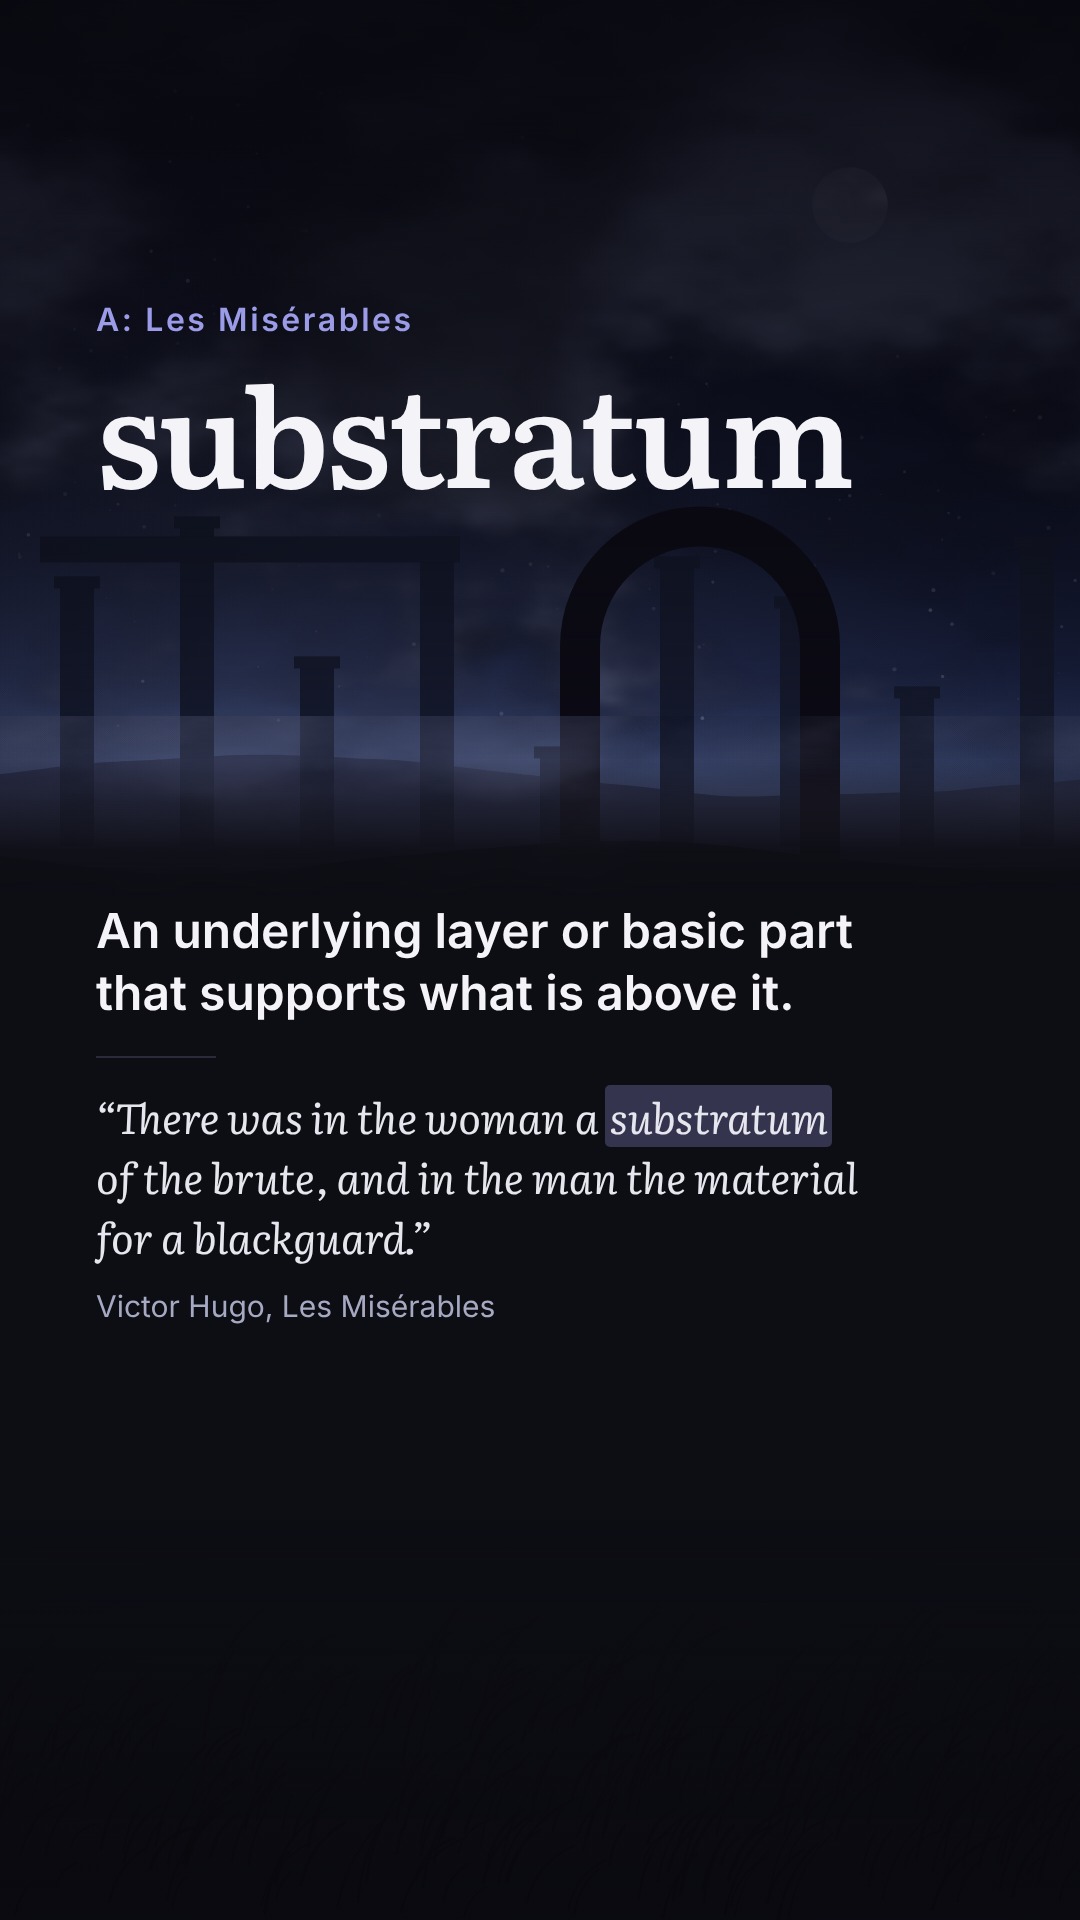 A: Les Misérables
substratum
An underlying layer or basic part
that supports what is above it.
“There was in the woman a substratum
of the brute, and in the man the material
for a blackguard.”
Victor Hugo, Les Misérables